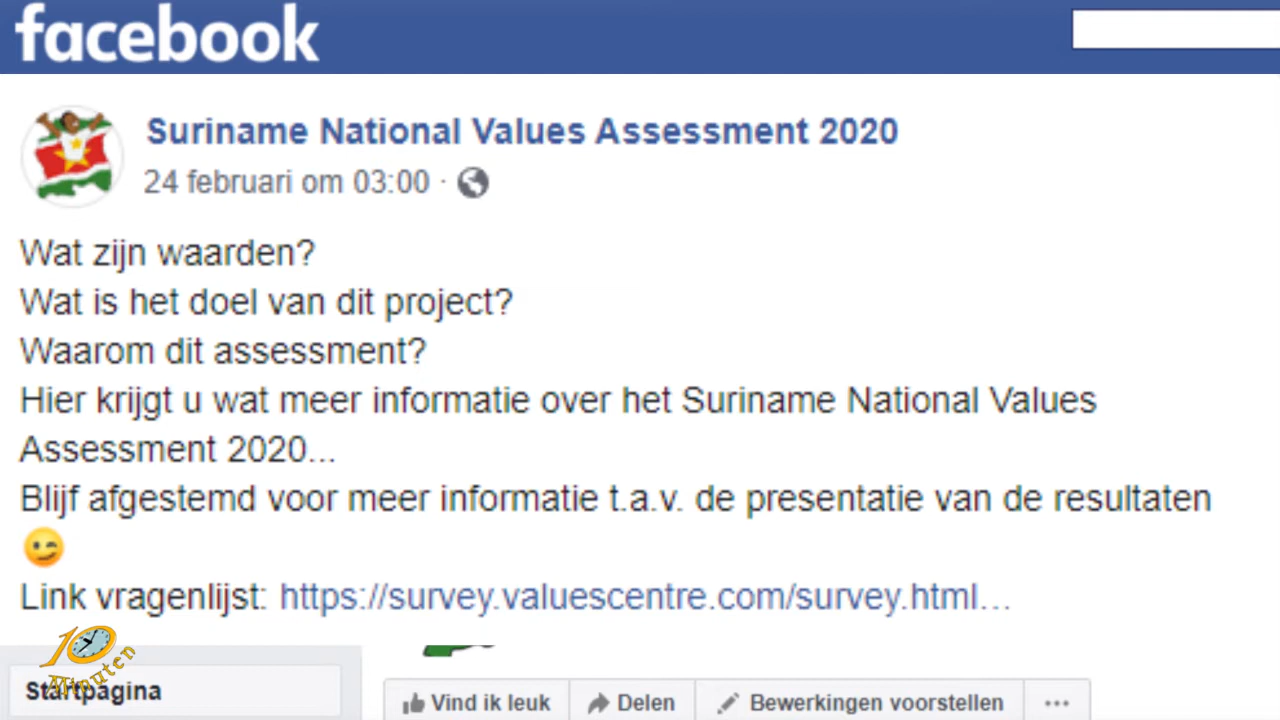 facebook
Suriname National Values Assessment 2020
24 februari om 03:00 ·
Wat zijn waarden?
Wat is het doel van dit project?
Waarom dit assessment?
Hier krijgt u wat meer informatie over het Suriname National Values
Assessment 2020...
Blijf afgestemd voor meer informatie t.a.v. de presentatie van de resultaten
Link vragenlijst: https://survey.valuescentre.com/survey.html...
10 Minuten
Startpagina
Vind ik leuk Delen Bewerkingen voorstellen ...